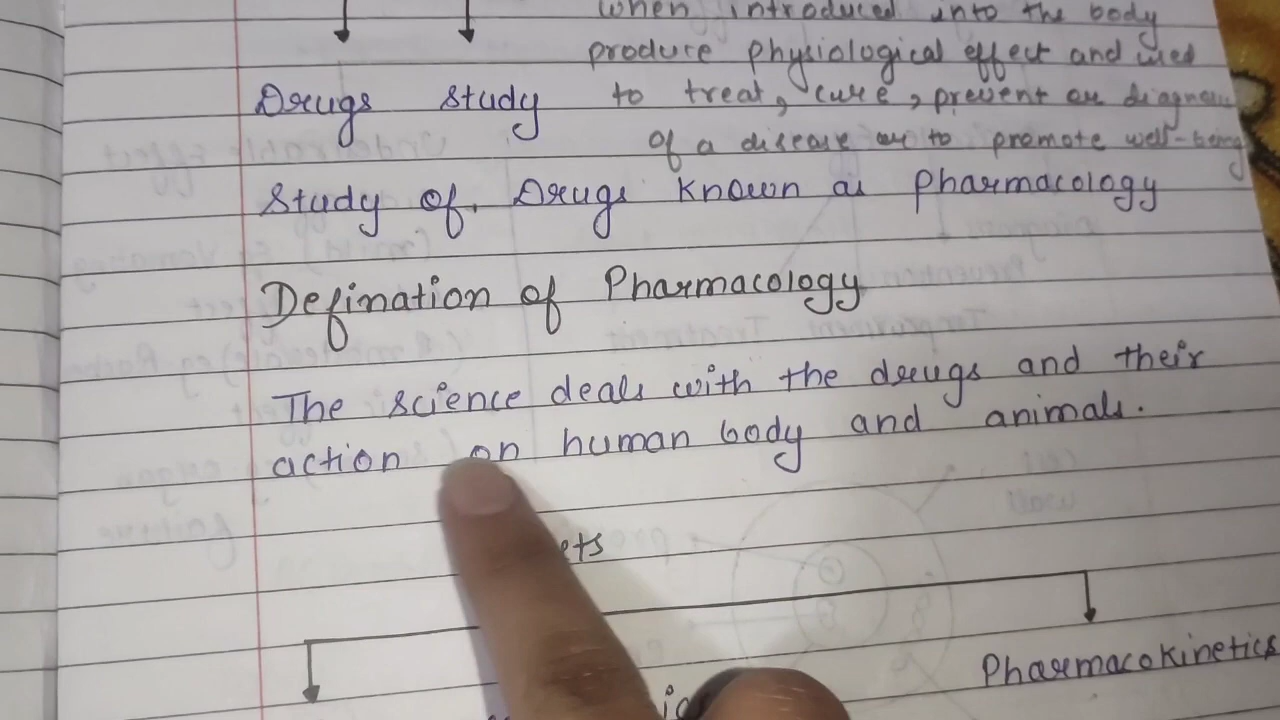 when introduced into the body
produce physiological effect and used
Drugs study to treat, cure, prevent or
of a disease or to promote well-being
Study of. Drugs Known as Pharmacology
Defination of Pharmacology
The science deals with the drugs and their
action on human body and animals.
Pharmacokinetics